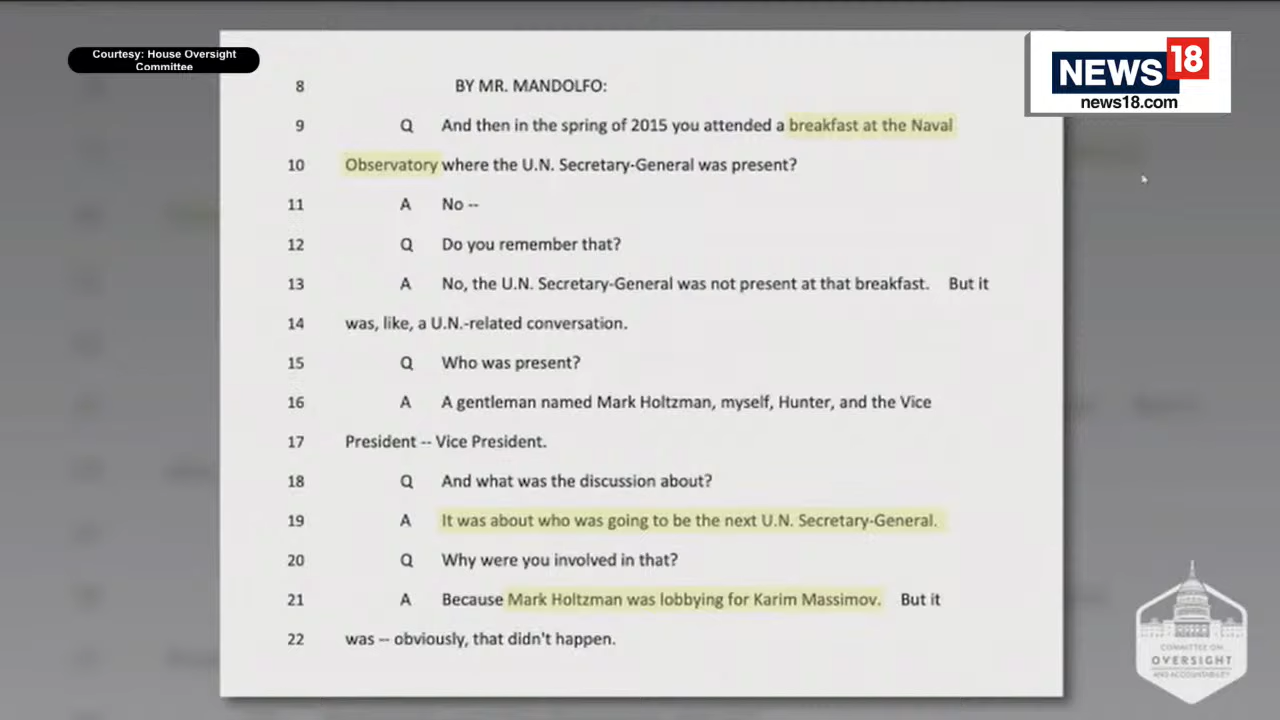 Courtesy: House Oversight
Committee
NEWS 18
news18.com
8 BY MR. MANDOLFO:
9 Q And then in the spring of 2015 you attended a breakfast at the Naval
10 Observatory where the U.N. Secretary-General was present?
11 A No --
12 Q Do you remember that?
13 A No, the U.N. Secretary-General was not present at that breakfast. But it
14 was, like, a U.N.-related conversation.
15 Q Who was present?
16 A A gentleman named Mark Holtzman, myself, Hunter, and the Vice
17 President -- Vice President.
18 Q And what was the discussion about?
19 A It was about who was going to be the next U.N. Secretary-General.
20 Q Why were you involved in that?
21 A Because Mark Holtzman was lobbying for Karim Massimov. But it
22 was -- obviously, that didn't happen.
COMMITTEE ON
OVERSIGHT
AND ACCOUNTABILITY